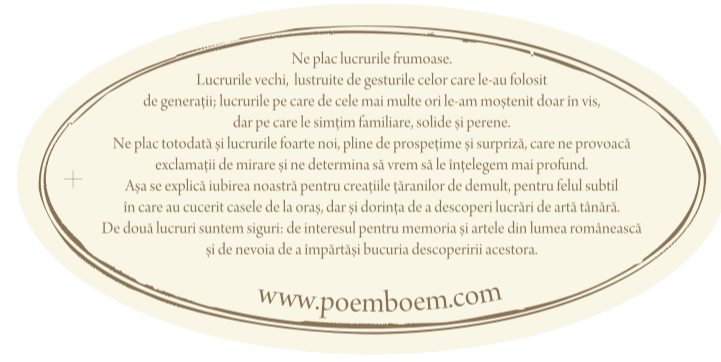 Ne plac lucrurile frumoase.
Lucrurile vechi, lustruite de gesturile celor care le-au folosit
de generații; lucrurile pe care de cele mai multe ori le-am moștenit doar în vis,
dar pe care le simțim familiare, solide și perene.
Ne plac totodată și lucrurile foarte noi, pline de prospețime și surpriză, care ne provoacă
exclamații de mirare și ne determina să vrem să le înțelegem mai profund.
Așa se explică iubirea noastră pentru creațiile țăranilor de demult, pentru felul subtil
în care au cucerit casele de la oraș, dar și dorința de a descoperi lucrări de artă tânără.
De două lucruri suntem siguri: de interesul pentru memoria și artele din lumea românească
și de nevoia de a împărtăși bucuria descoperirii acestora.
www.poemboem.com